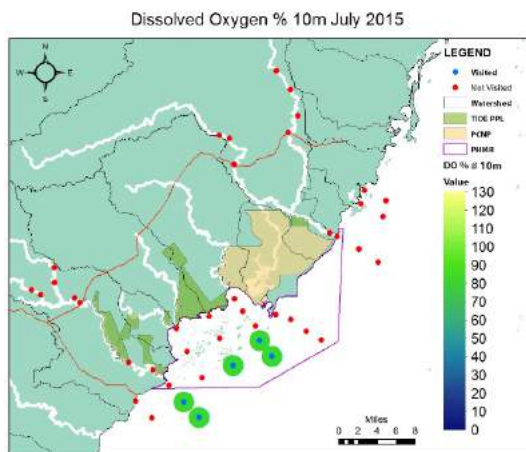 Dissolved Oxygen % 10m July 2015
N
W E
S
LEGEND
Visited
Not Visited
Watershed
TIDE PPL
PCNP
PHMR
DO % @ 10m
Value
130
120
110
100
90
80
70
60
50
40
30
20
10
0
Miles
0 2 4 6 8